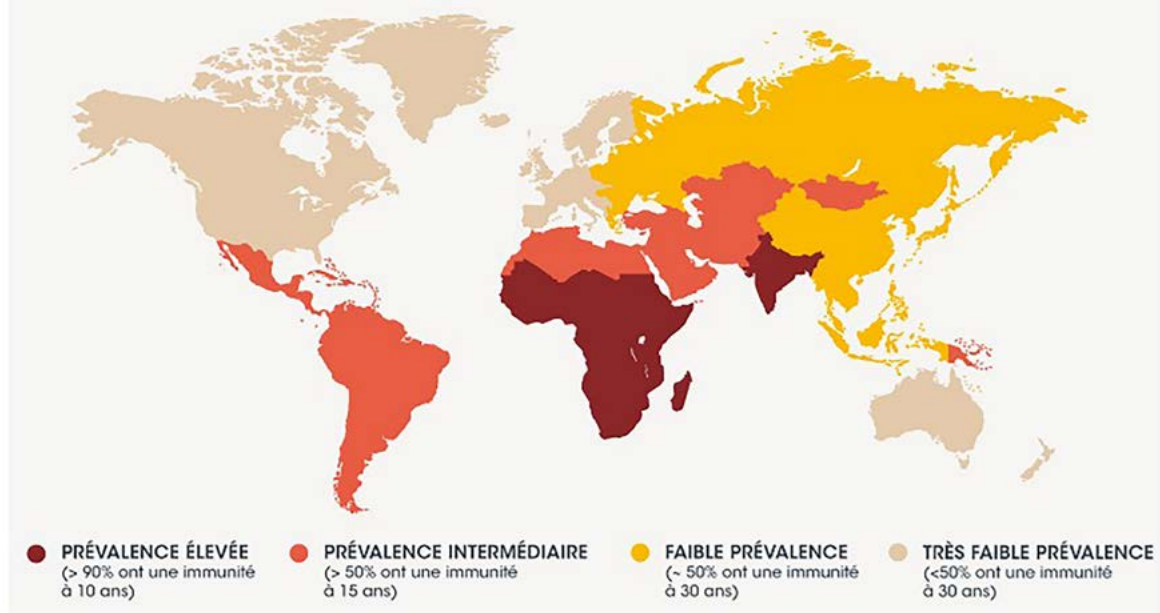 PRÉVALENCE ÉLEVÉE
(> 90% ont une immunité
à 10 ans)
PRÉVALENCE INTERMÉDIAIRE
(> 50% ont une immunité
à 15 ans)
FAIBLE PRÉVALENCE
(~ 50% ont une immunité
à 30 ans)
TRÈS FAIBLE PRÉVALENCE
(<50% ont une immunité
à 30 ans)